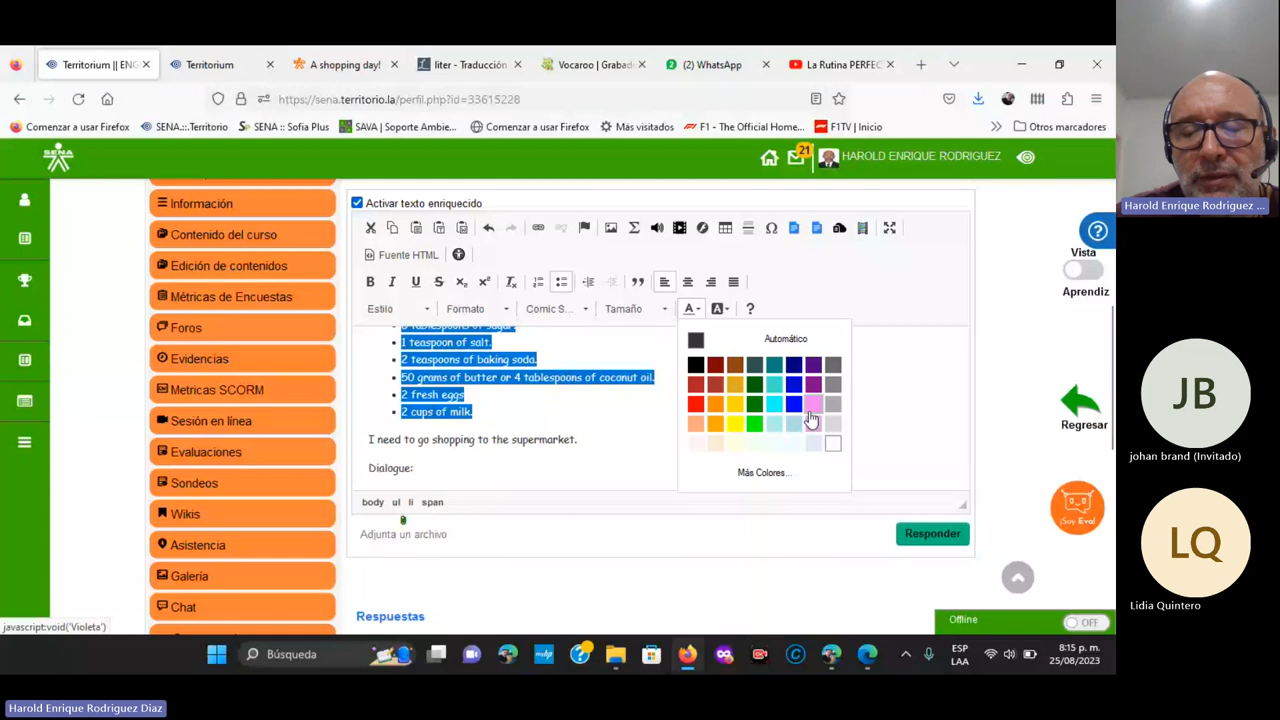 Territorium || ENG
Territorium
A shopping day!
liter - Traducción
Vocaroo | Grabad
(2) WhatsApp
La Rutina PERFEC
https://sena.territorio.la/perfil.php?id=33615228
Comenzar a usar Firefox
SENA.:.Territorio
SENA :: Sofia Plus
SAVA | Soporte Ambie...
Comenzar a usar Firefox
Más visitados
F1 - The Official Home...
F1TV | Inicio
Otros marcadores
SENA
21
HAROLD ENRIQUE RODRIGUEZ
Harold Enrique Rodriguez ...
Información
Contenido del curso
Edición de contenidos
Métricas de Encuestas
Foros
Evidencias
Metricas SCORM
Sesión en línea
Evaluaciones
Sondeos
Wikis
Asistencia
Galería
Chat
Activar texto enriquecido
Fuente HTML
Estilo
Formato
Comic S...
Tamaño
Automático
Más Colores...
tablespoons of sugar.
1 teaspoon of salt.
2 teaspoons of baking soda.
50 grams of butter or 4 tablespoons of coconut oil.
2 fresh eggs
2 cups of milk.
I need to go shopping to the supermarket.
Dialogue:
body ul li span
Adjunta un archivo
Responder
Respuestas
Vista
Aprendiz
Regresar
¡Soy Eva!
Offline
OFF
JB
johan brand (Invitado)
LQ
Lidia Quintero
javascript:void('Violeta')
Búsqueda
ESP
LAA
8:15 p. m.
25/08/2023
Harold Enrique Rodriguez Diaz